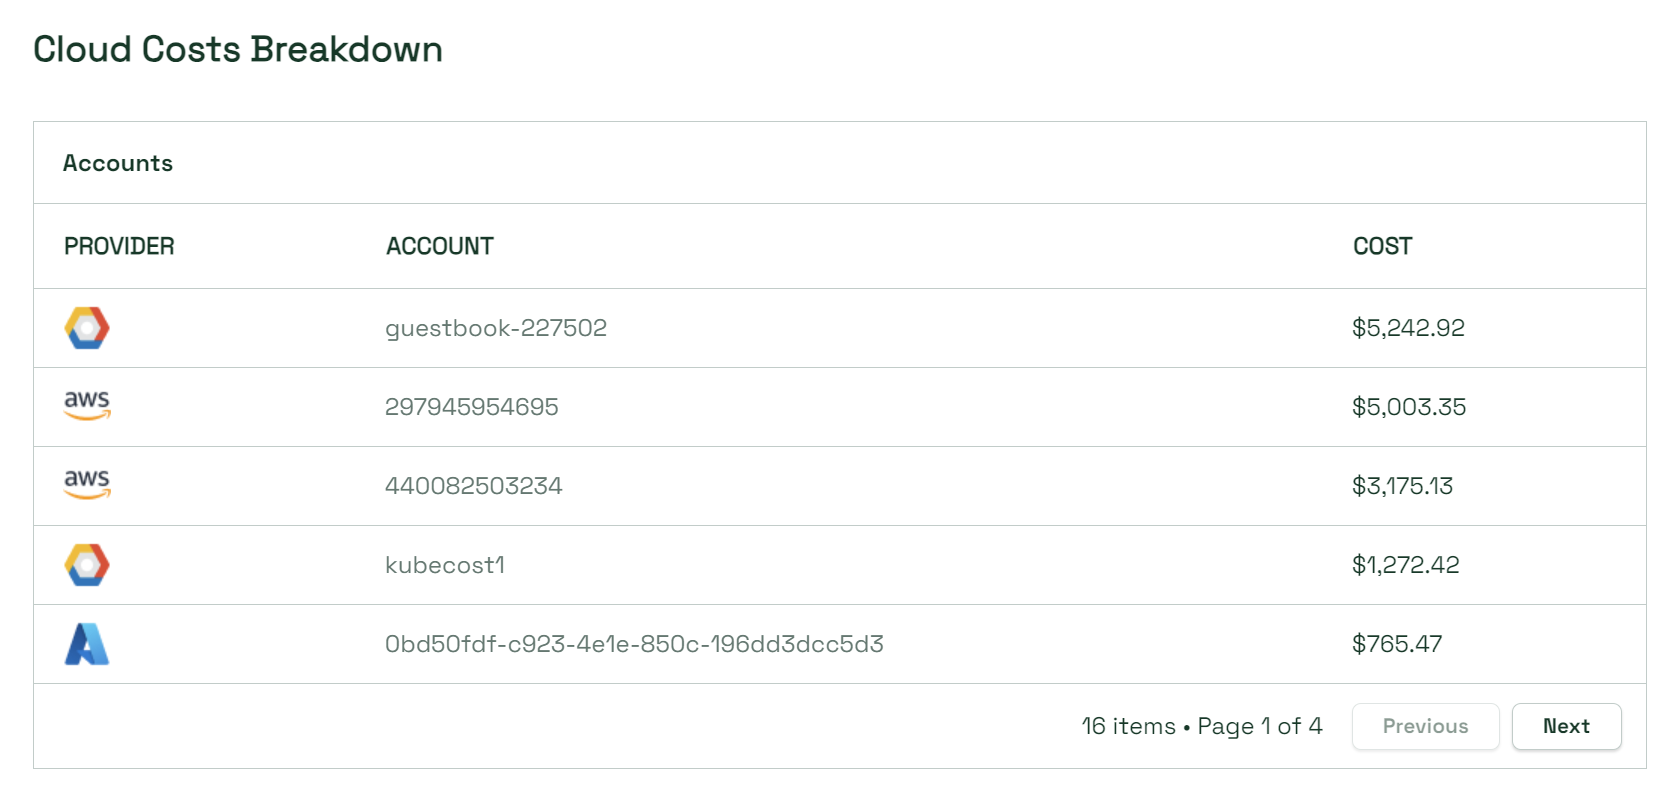 Cloud Costs Breakdown
Accounts
PROVIDER ACCOUNT COST
guestbook-227502 $5,242.92
aws 297945954695 $5,003.35
aws 440082503234 $3,175.13
kubecost1 $1,272.42
0bd50fdf-c923-4e1e-850c-196dd3dcc5d3 $765.47
16 items • Page 1 of 4 Previous Next